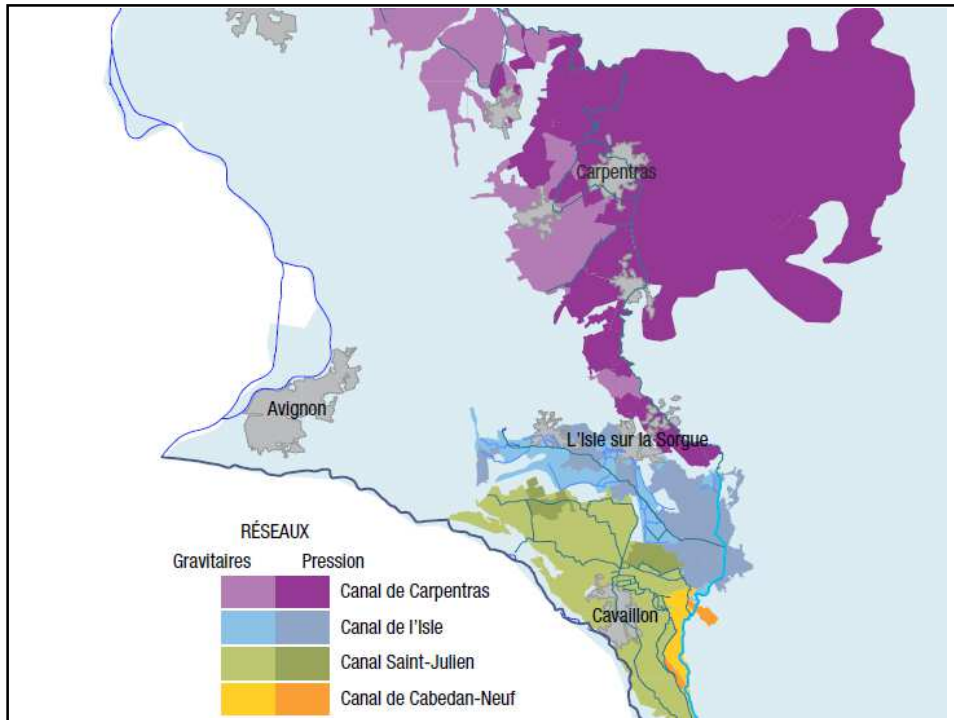 Carpentras
Avignon
L'Isle sur la Sorgue
Cavaillon
RÉSEAUX
Gravitaires Pression
Canal de Carpentras
Canal de l'Isle
Canal Saint-Julien
Canal de Cabedan-Neuf